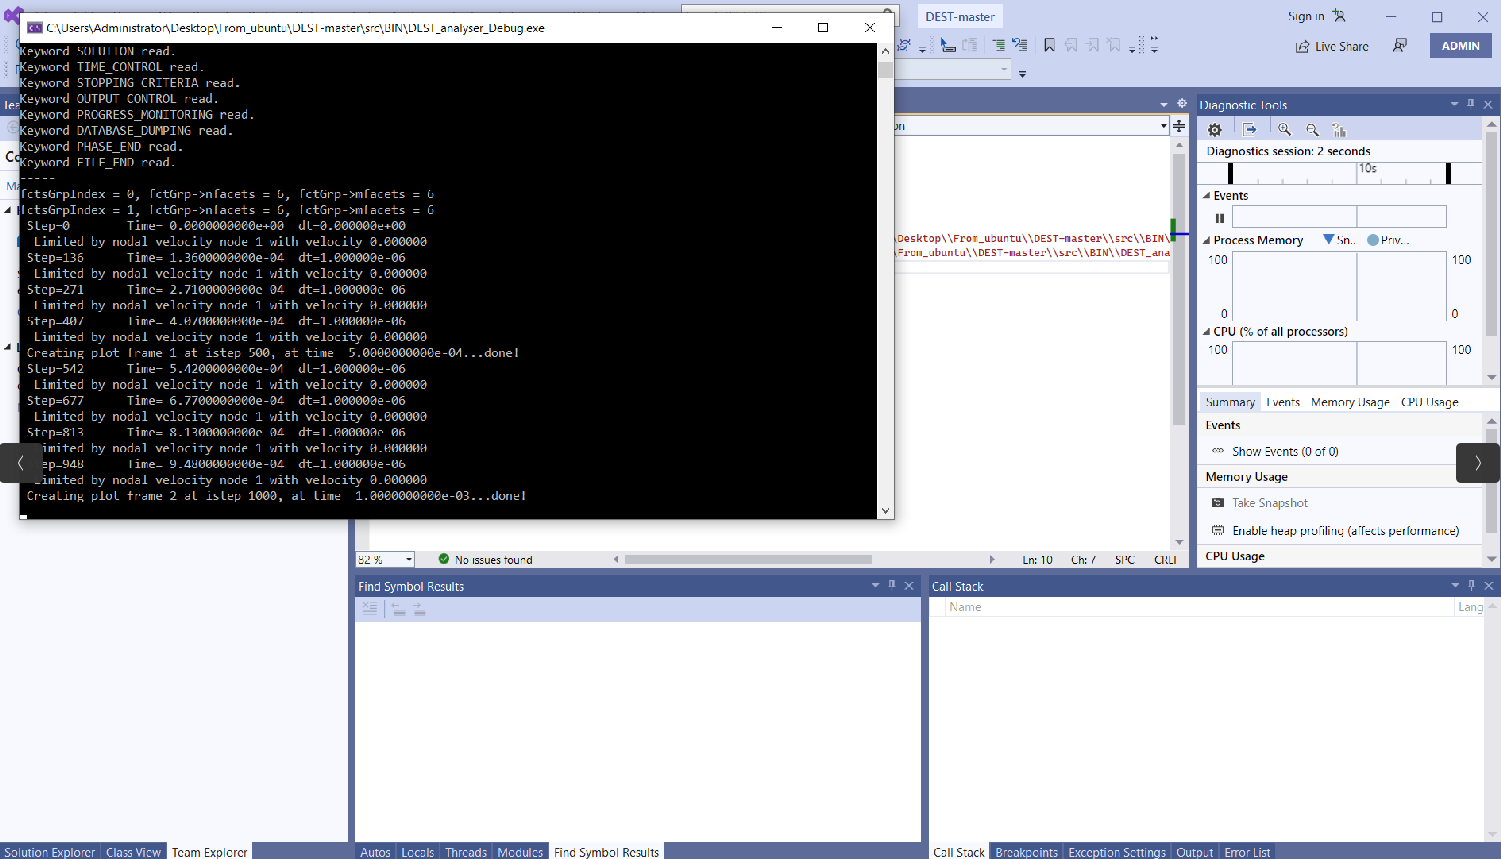 C:\Users\Administrator\Desktop\From_ubuntu\DEST-master\src\BIN\DEST_analyser_Debug.exe
DEST-master
Sign in
Live Share
ADMIN
Keyword SOLUTION read.
Keyword TIME_CONTROL read.
Keyword STOPPING_CRITERIA read.
Keyword OUTPUT_CONTROL read.
Keyword PROGRESS_MONITORING read.
Keyword DATABASE_DUMPING read.
Keyword PHASE_END read.
Keyword FILE_END read.
-----
fctsGrpIndex = 0, fctGrp->nfacets = 6, fctGrp->mfacets = 6
fctsGrpIndex = 1, fctGrp->nfacets = 6, fctGrp->mfacets = 6
Step=0 Time= 0.0000000000e+00 dt=0.000000e+00
Limited by nodal velocity node 1 with velocity 0.000000
Step=136 Time= 1.3600000000e-04 dt=1.000000e-06
Limited by nodal velocity node 1 with velocity 0.000000
Step=271 Time= 2.7100000000e-04 dt=1.000000e-06
Limited by nodal velocity node 1 with velocity 0.000000
Step=407 Time= 4.0700000000e-04 dt=1.000000e-06
Limited by nodal velocity node 1 with velocity 0.000000
Creating plot frame 1 at istep 500, at time 5.0000000000e-04...done!
Step=542 Time= 5.4200000000e-04 dt=1.000000e-06
Limited by nodal velocity node 1 with velocity 0.000000
Step=677 Time= 6.7700000000e-04 dt=1.000000e-06
Limited by nodal velocity node 1 with velocity 0.000000
Step=813 Time= 8.1300000000e-04 dt=1.000000e-06
imited by nodal velocity node 1 with velocity 0.000000
ep=948 Time= 9.4800000000e-04 dt=1.000000e-06
imited by nodal velocity node 1 with velocity 0.000000
Creating plot frame 2 at istep 1000, at time 1.0000000000e-03...done!
on
Desktop\\From_ubuntu\\DEST-master\\src\\BIN\
From_ubuntu\\DEST-master\\src\\BIN\\DEST_ana
82 %
No issues found
Ln: 10 Ch: 7 SPC CRLF
Diagnostic Tools
Diagnostics session: 2 seconds
10s
Events
Process Memory Sn... Priv...
100 100
0 0
CPU (% of all processors)
100 100
Summary Events Memory Usage CPU Usage
Events
Show Events (0 of 0)
Memory Usage
Take Snapshot
Enable heap profiling (affects performance)
CPU Usage
Find Symbol Results
Call Stack
Name
Lang
Solution Explorer Class View Team Explorer
Autos Locals Threads Modules Find Symbol Results
Call Stack Breakpoints Exception Settings Output Error List